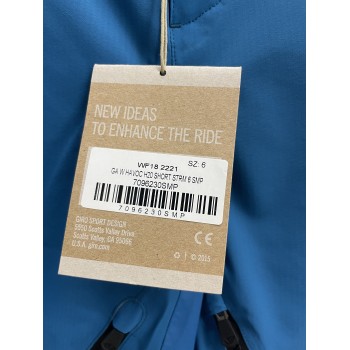 NEW IDEAS
TO ENHANCE THE RIDE
WF18 2221 SZ: 6
GA W HAVOC H20 SHORT STRM 6 SMP
7096230SMP
7096230SMP
GIRO SPORT DESIGN
5550 Scotts Valley Drive
Scotts Valley, CA 95066
U.S.A. giro.com
CE
© 2015